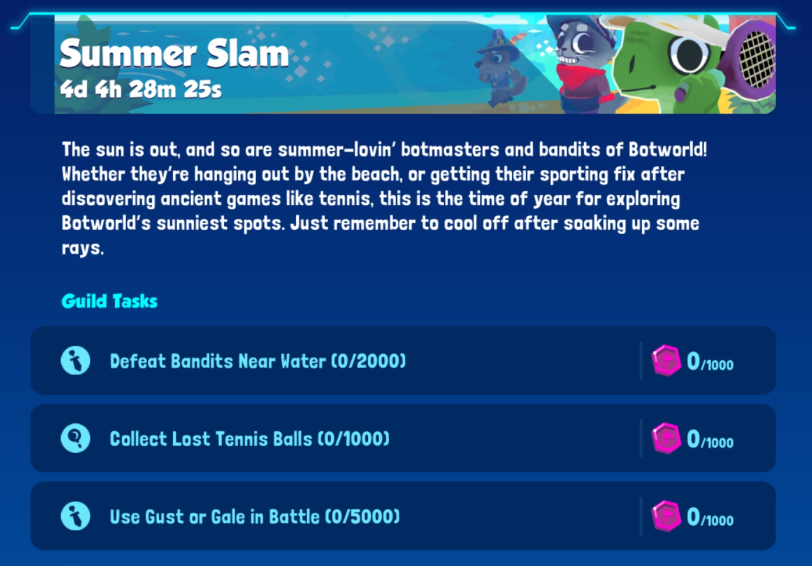 Summer Slam
4d 4h 28m 25s
The sun is out, and so are summer-lovin' botmasters and bandits of Botworld!
Whether they're hanging out by the beach, or getting their sporting fix after
discovering ancient games like tennis, this is the time of year for exploring
Botworld's sunniest spots. Just remember to cool off after soaking up some
rays.
Guild Tasks
Defeat Bandits Near Water (0/2000) 0/1000
Collect Lost Tennis Balls (0/1000) 0/1000
Use Gust or Gale in Battle (0/5000) 0/1000